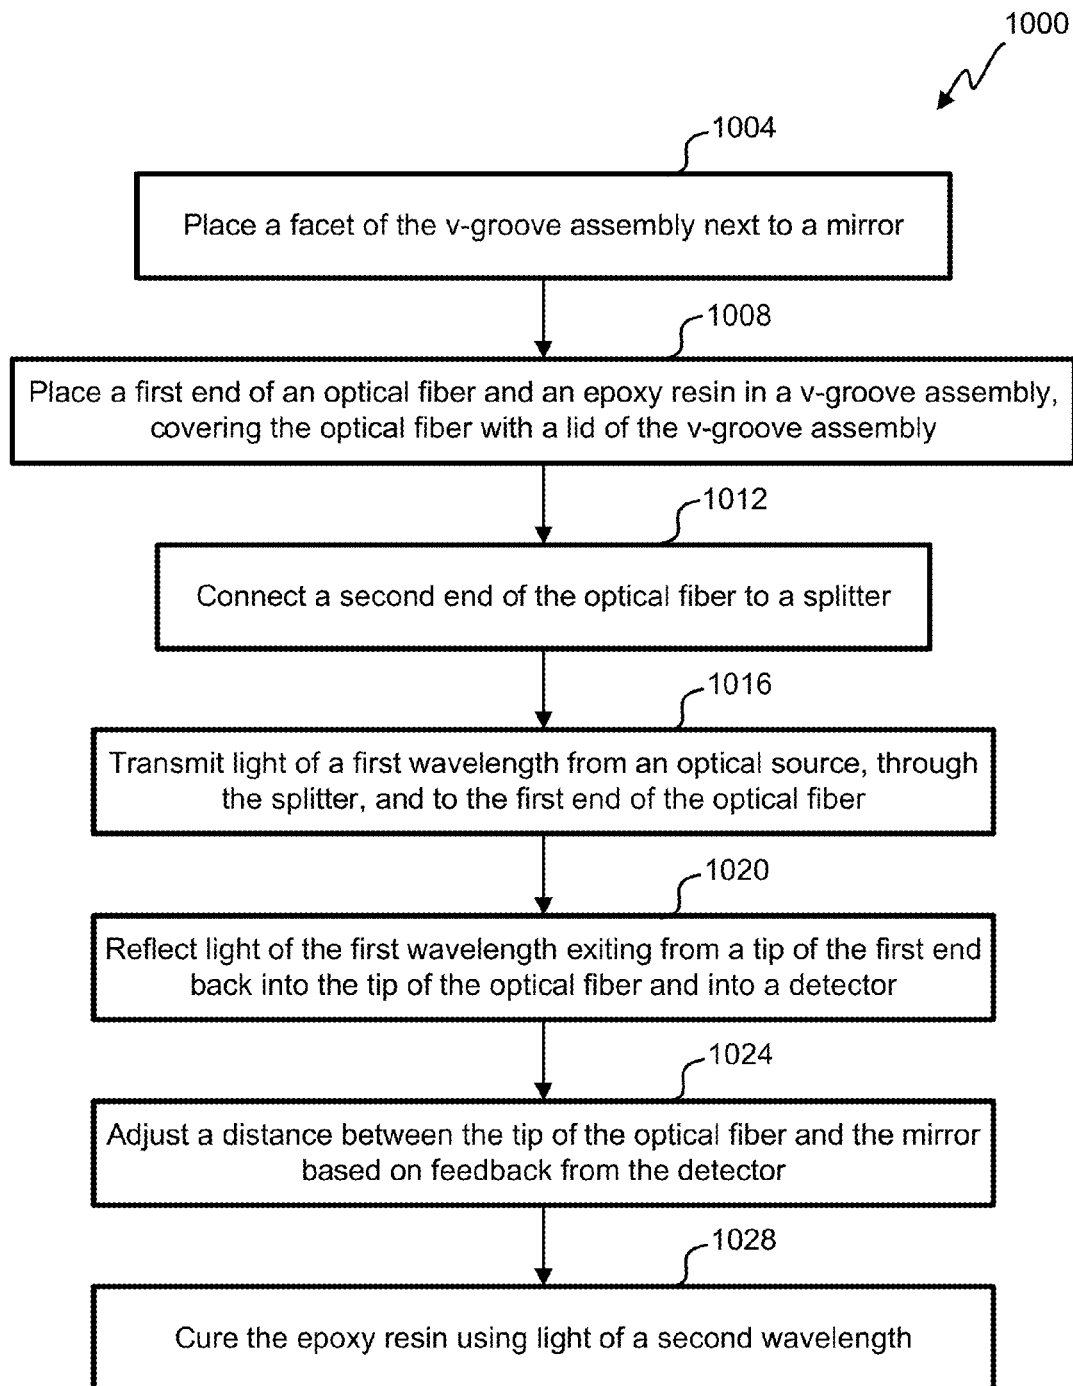 1000
1004
Place a facet of the v-groove assembly next to a mirror
1008
Place a first end of an optical fiber and an epoxy resin in a v-groove assembly,
covering the optical fiber with a lid of the v-groove assembly
1012
Connect a second end of the optical fiber to a splitter
1016
Transmit light of a first wavelength from an optical source, through
the splitter, and to the first end of the optical fiber
1020
Reflect light of the first wavelength exiting from a tip of the first end
back into the tip of the optical fiber and into a detector
1024
Adjust a distance between the tip of the optical fiber and the mirror
based on feedback from the detector
1028
Cure the epoxy resin using light of a second wavelength